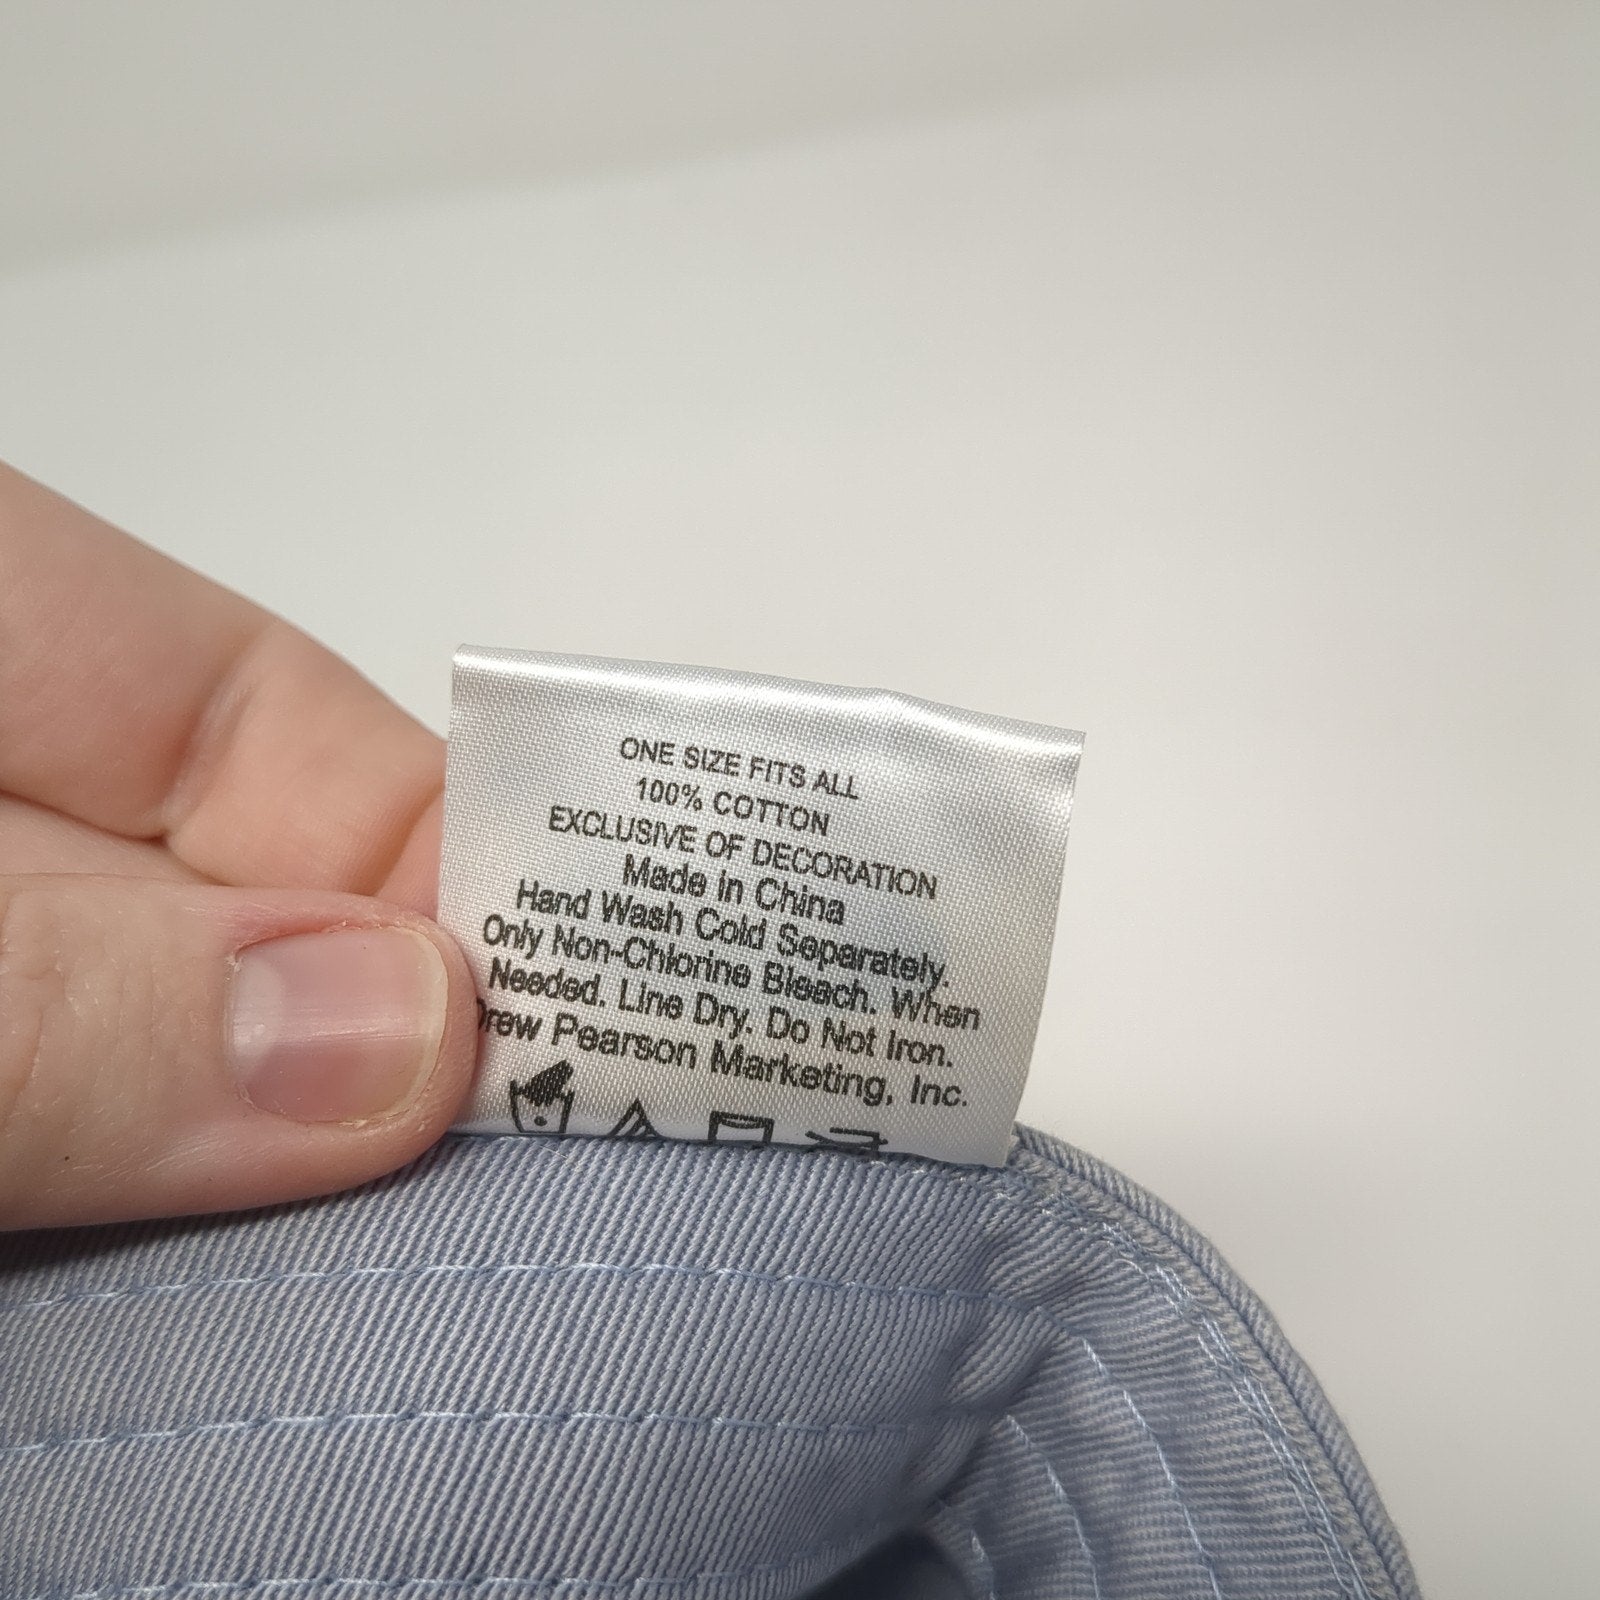 ONE SIZE FITS ALL
100% COTTON
EXCLUSIVE OF DECORATION
Made in China
Hand Wash Cold Separately.
Only Non-Chlorine Bleach. When
Needed. Line Dry. Do Not Iron.
Drew Pearson Marketing, Inc.